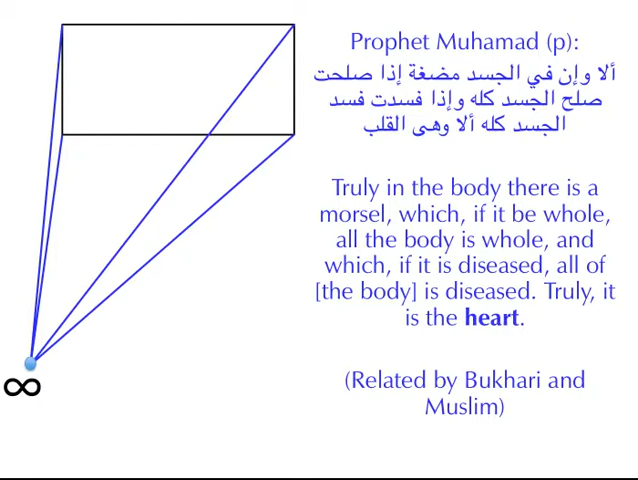 Prophet Muhamad (p):
ألا وإن في الجسد مضغة إذا صلحت
صلح الجسد كله وإذا فسدت فسد
الجسد كله ألا وهى القلب
Truly in the body there is a
morsel, which, if it be whole,
all the body is whole, and
which, if it is diseased, all of
[the body] is diseased. Truly, it
is the heart.
(Related by Bukhari and
Muslim)
∞